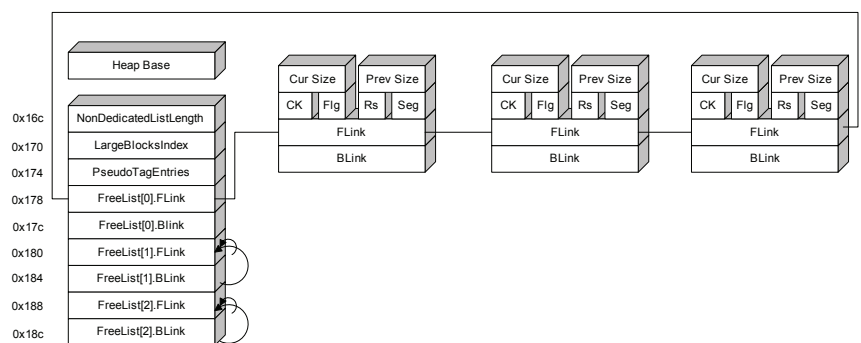 Heap Base
0x16c NonDedicatedListLength
0x170 LargeBlocksIndex
0x174 PseudoTagEntries
0x178 FreeList[0].FLink
0x17c FreeList[0].Blink
0x180 FreeList[1].FLink
0x184 FreeList[1].BLink
0x188 FreeList[2].FLink
0x18c FreeList[2].BLink
Cur Size Prev Size
CK Flg Rs Seg
FLink
BLink
Cur Size Prev Size
CK Flg Rs Seg
FLink
BLink
Cur Size Prev Size
CK Flg Rs Seg
FLink
BLink